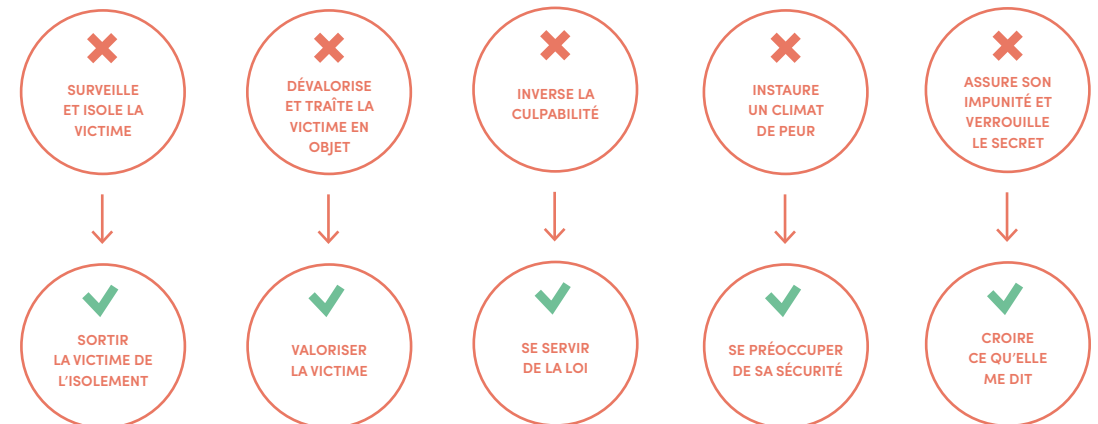 SURVEILLE
ET ISOLE LA
VICTIME
DÉVALORISE
ET TRAÎTE LA
VICTIME EN
OBJET
INVERSE LA
CULPABILITÉ
INSTAURE
UN CLIMAT
DE PEUR
ASSURE SON
IMPUNITÉ ET
VERROUILLE
LE SECRET
SORTIR
LA VICTIME DE
L'ISOLEMENT
VALORISER
LA VICTIME
SE SERVIR
DE LA LOI
SE PRÉOCCUPER
DE SA SÉCURITÉ
CROIRE
CE QU'ELLE
ME DIT